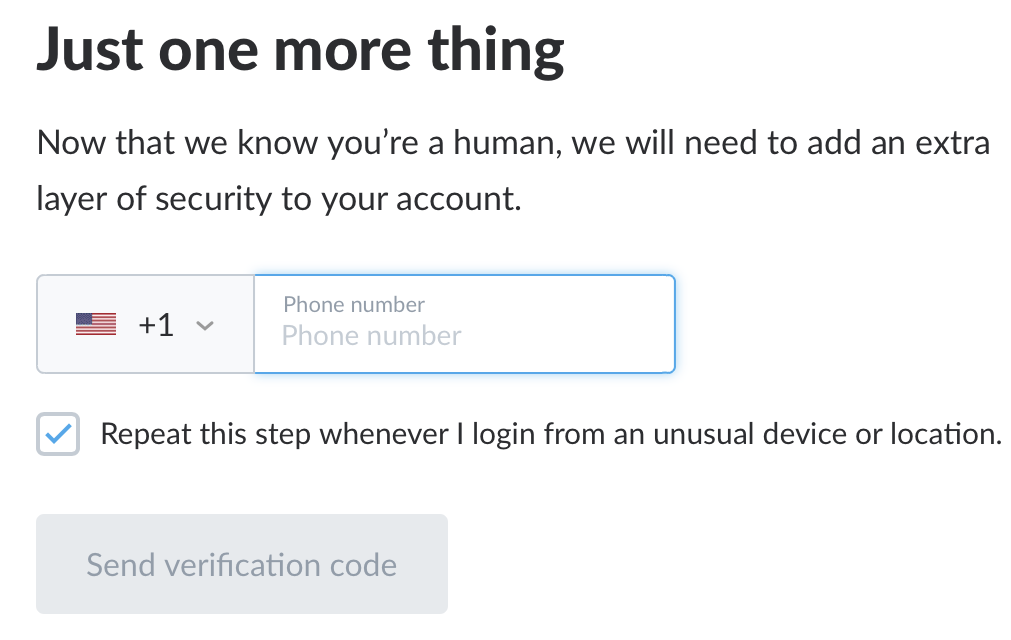 Just one more thing
Now that we know you’re a human, we will need to add an extra
layer of security to your account.
+1
Phone number
Phone number
Repeat this step whenever I login from an unusual device or location.
Send verification code